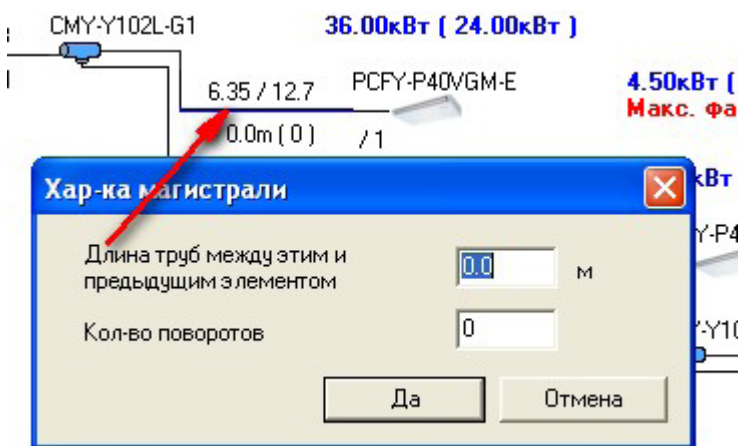 CMY-Y102L-G1
36.00кВт ( 24.00кВт )
6.35 / 12.7
PCFY-P40VGM-E
4.50кВт (
Макс. фа
0.0m ( 0 )
/ 1
Хар-ка магистрали
кВт
Y-P4
Длина труб между этим и
предыдущим элементом
0.0
м
Кол-во поворотов
0
-Y10
Да
Отмена